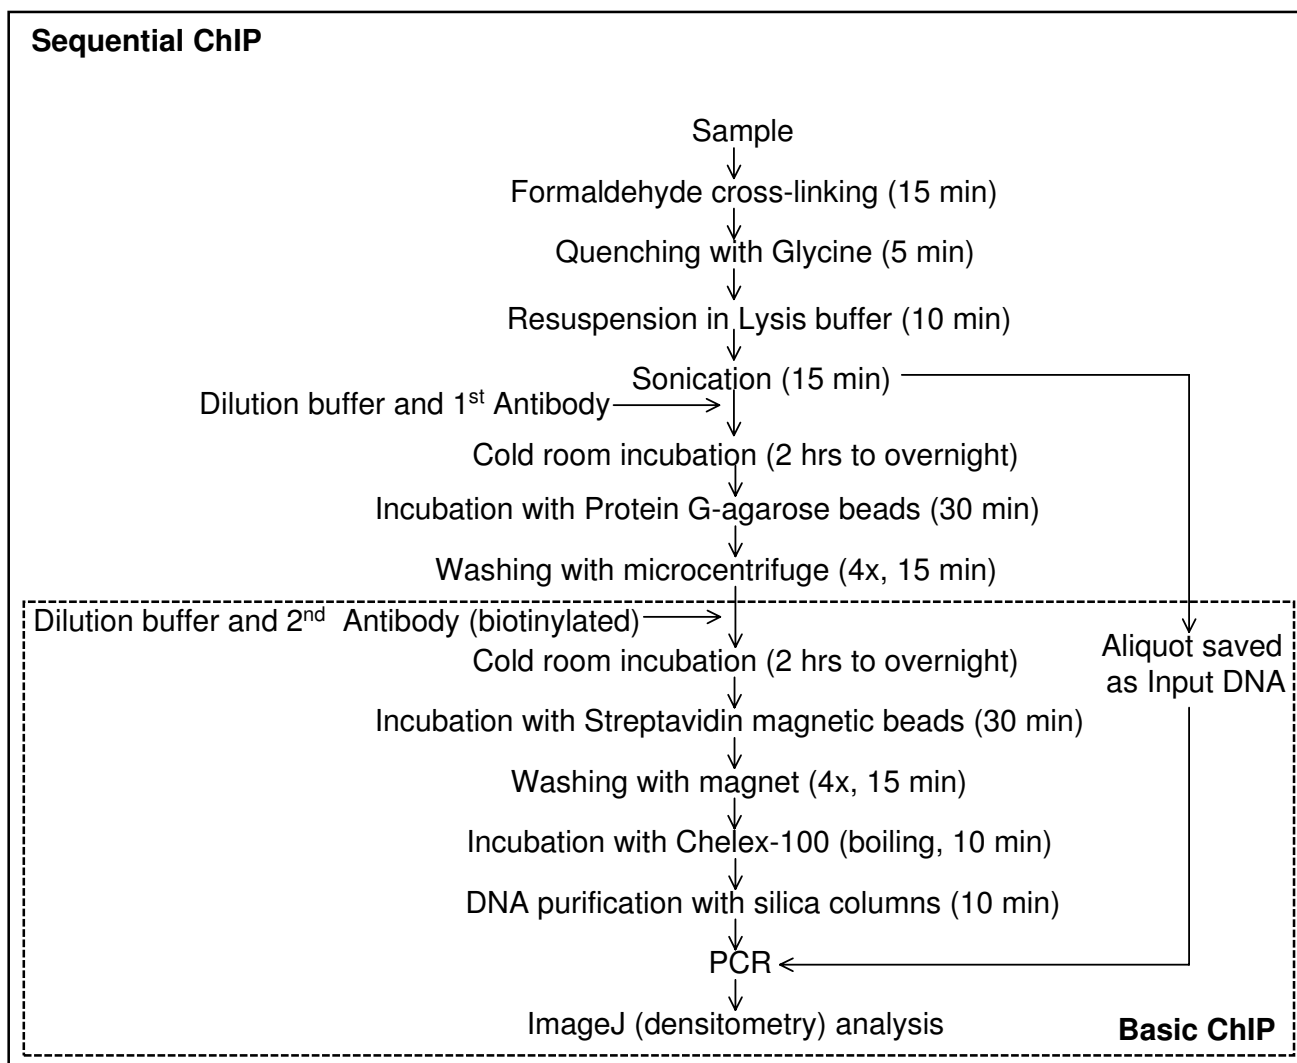 Sequential ChIP
Sample
Formaldehyde cross-linking (15 min)
Quenching with Glycine (5 min)
Resuspension in Lysis buffer (10 min)
Sonication (15 min)
Dilution buffer and 1st Antibody
Cold room incubation (2 hrs to overnight)
Incubation with Protein G-agarose beads (30 min)
Washing with microcentrifuge (4x, 15 min)
Dilution buffer and 2nd Antibody (biotinylated)
Aliquot saved
as Input DNA
Cold room incubation (2 hrs to overnight)
Incubation with Streptavidin magnetic beads (30 min)
Washing with magnet (4x, 15 min)
Incubation with Chelex-100 (boiling, 10 min)
DNA purification with silica columns (10 min)
PCR
ImageJ (densitometry) analysis
Basic ChIP